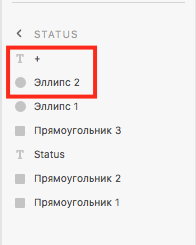 STATUS
+
Эллипс 2
Эллипс 1
Прямоугольник 3
Status
Прямоугольник 2
Прямоугольник 1